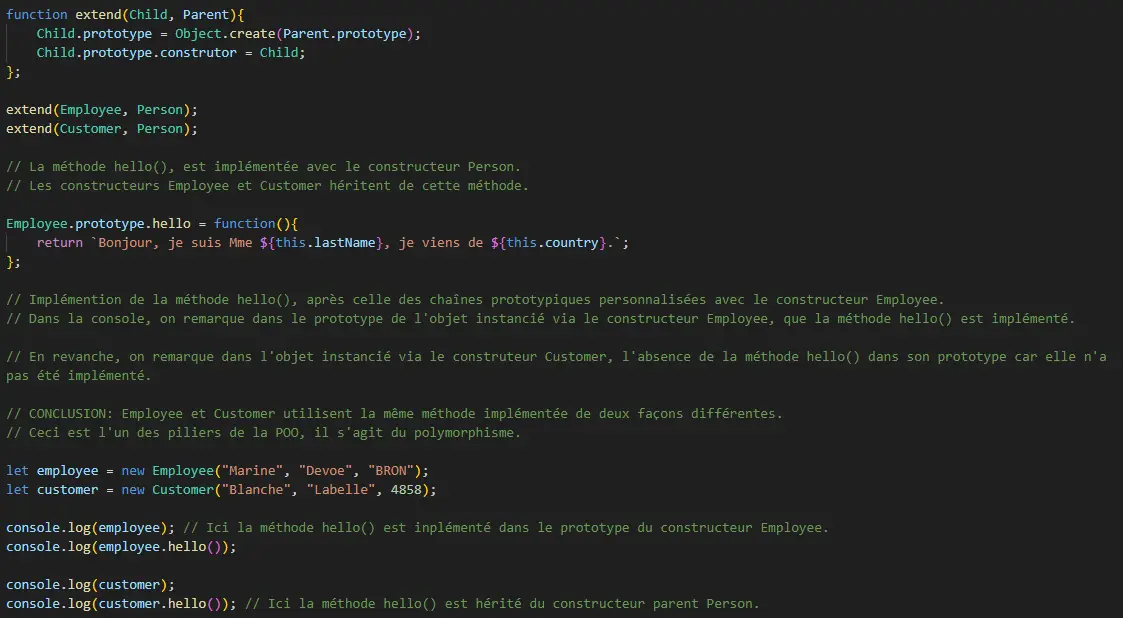 function extend(Child, Parent){
    Child.prototype = Object.create(Parent.prototype);
    Child.prototype.construtor = Child;
};

extend(Employee, Person);
extend(Customer, Person);

// La méthode hello(), est implémentée avec le constructeur Person.
// Les constructeurs Employee et Customer héritent de cette méthode.

Employee.prototype.hello = function(){
    return `Bonjour, je suis Mme ${this.lastName}, je viens de ${this.country}.`;
};

// Implémention de la méthode hello(), après celle des chaînes prototypiques personnalisées avec le constructeur Employee.
// Dans la console, on remarque dans le prototype de l'objet instancié via le constructeur Employee, que la méthode hello() est implémenté.

// En revanche, on remarque dans l'objet instancié via le construteur Customer, l'absence de la méthode hello() dans son prototype car elle n'a
pas été implémenté.

// CONCLUSION: Employee et Customer utilisent la même méthode implémentée de deux façons différentes.
// Ceci est l'un des piliers de la POO, il s'agit du polymorphisme.

let employee = new Employee("Marine", "Devoe", "BRON");
let customer = new Customer("Blanche", "Labelle", 4858);

console.log(employee); // Ici la méthode hello() est inplémenté dans le prototype du constructeur Employee.
console.log(employee.hello());

console.log(customer);
console.log(customer.hello()); // Ici la méthode hello() est hérité du constructeur parent Person.